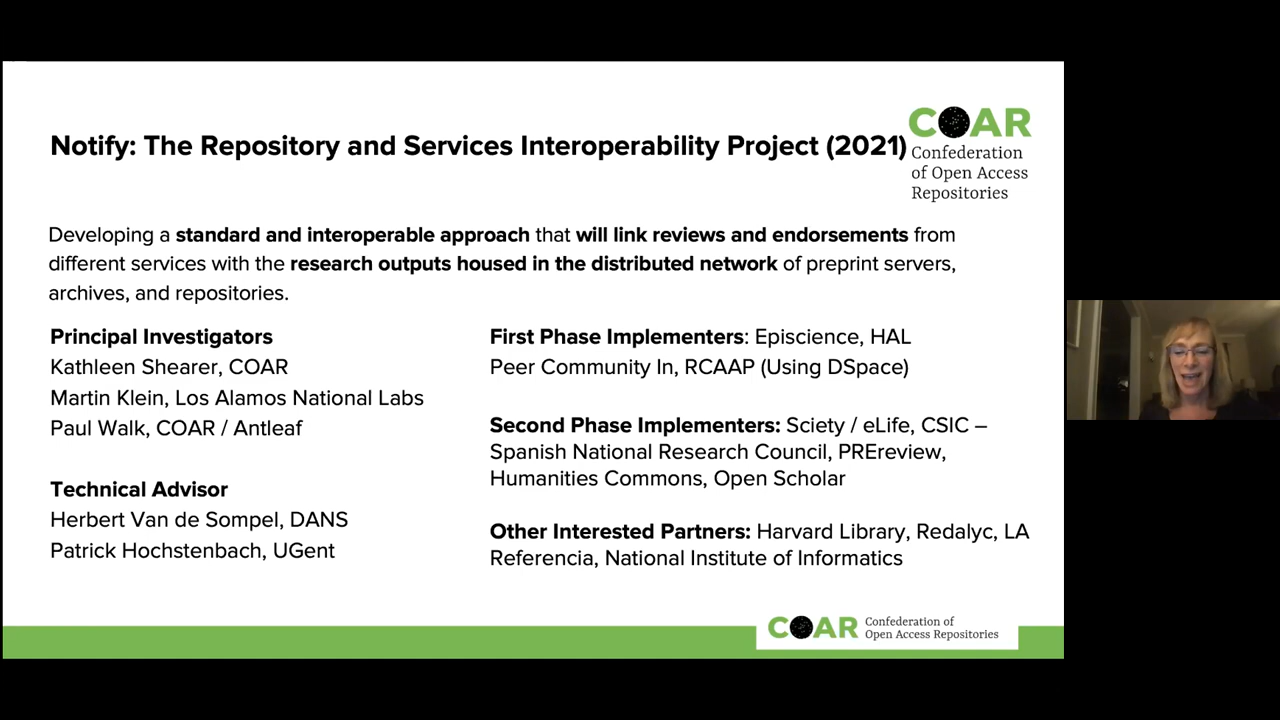 Notify: The Repository and Services Interoperability Project (2021)
COAR
Confederation
of Open Access
Repositories
Developing a standard and interoperable approach that will link reviews and endorsements from
different services with the research outputs housed in the distributed network of preprint servers,
archives, and repositories.
Principal Investigators
Kathleen Shearer, COAR
Martin Klein, Los Alamos National Labs
Paul Walk, COAR / Antleaf
Technical Advisor
Herbert Van de Sompel, DANS
Patrick Hochstenbach, UGent
First Phase Implementers: Episcience, HAL
Peer Community In, RCAAP (Using DSpace)
Second Phase Implementers: Sciety / eLife, CSIC –
Spanish National Research Council, PREreview,
Humanities Commons, Open Scholar
Other Interested Partners: Harvard Library, Redalyc, LA
Referencia, National Institute of Informatics
COAR
Confederation of
Open Access Repositories